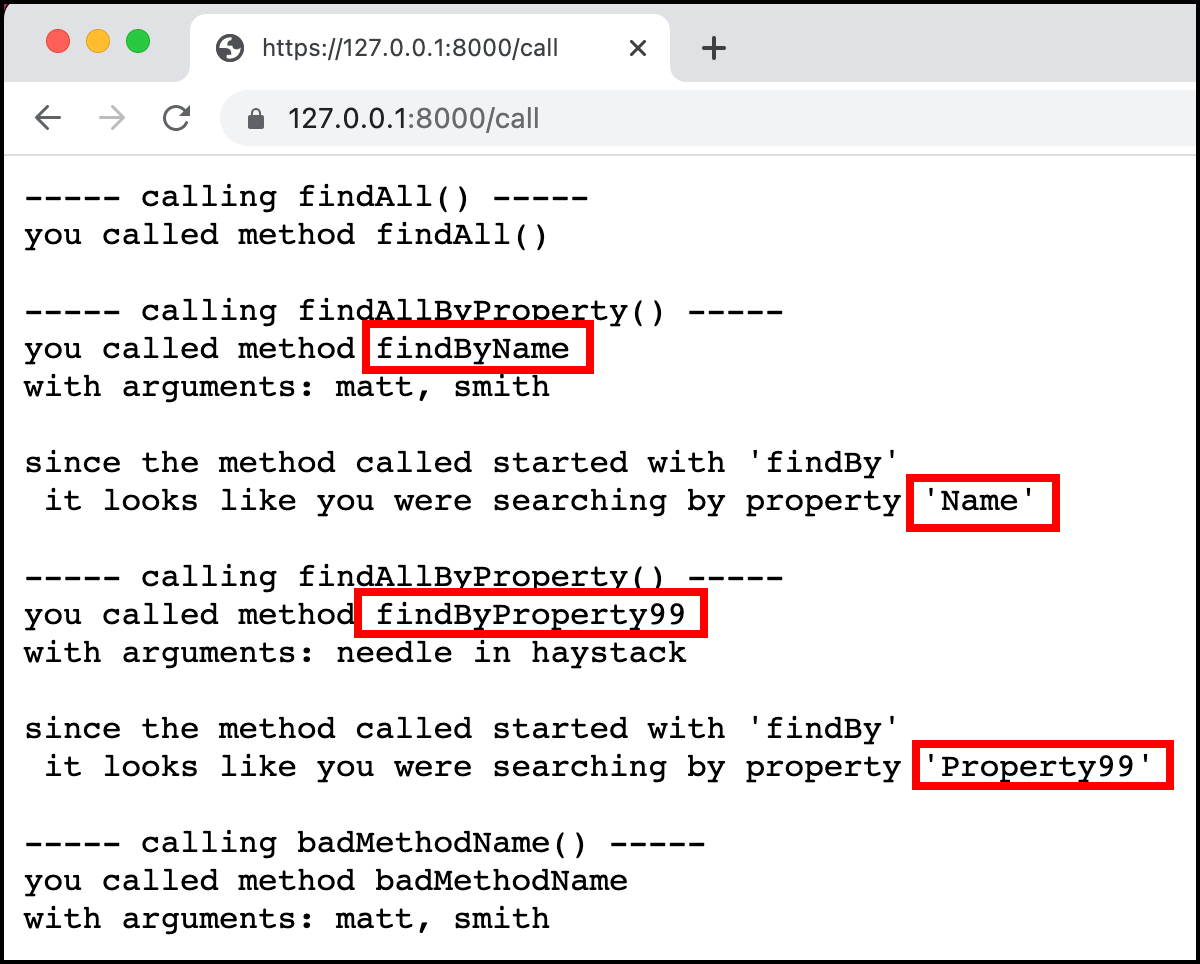 https://127.0.0.1:8000/call
127.0.0.1:8000/call
----- calling findAll() -----
you called method findAll()
----- calling findAllByProperty() -----
you called method findByName
with arguments: matt, smith
since the method called started with 'findBy'
it looks like you were searching by property 'Name'
----- calling findAllByProperty() -----
you called method findByProperty99
with arguments: needle in haystack
since the method called started with 'findBy'
it looks like you were searching by property 'Property99'
----- calling badMethodName() -----
you called method badMethodName
with arguments: matt, smith